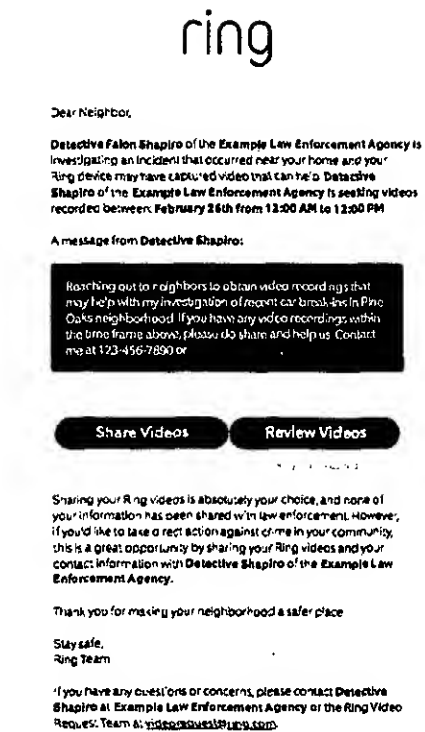 ring
Dear Neighbor,
Detective Falon Shapiro of the Example Law Enforcement Agency is
investigating an incident that occurred near your home and your
Ring device may have captured video that can help. Detective
Shapiro of the Example Law Enforcement Agency is seeking videos
recorded between: February 26th from 12:00 AM to 12:00 PM
A message from Detective Shapiro:
Reaching out to neighbors to obtain video recordings that
may help with my investigation of recent car break-ins in Pine
Oaks neighborhood. If you have any video recordings within
the time frame above, please do share and help us. Contact
me at 123-456-7890 or
Share Videos Review Videos
Sharing your Ring videos is absolutely your choice, and none of
your information has been shared with law enforcement. However,
if you'd like to take direct action against crime in your community,
this is a great opportunity by sharing your Ring videos and your
contact information with Detective Shapiro of the Example Law
Enforcement Agency.
Thank you for making your neighborhood a safer place
Stay safe,
Ring Team
*If you have any questions or concerns, please contact Detective
Shapiro at Example Law Enforcement Agency or the Ring Video
Request Team at videorequest@ring.com.